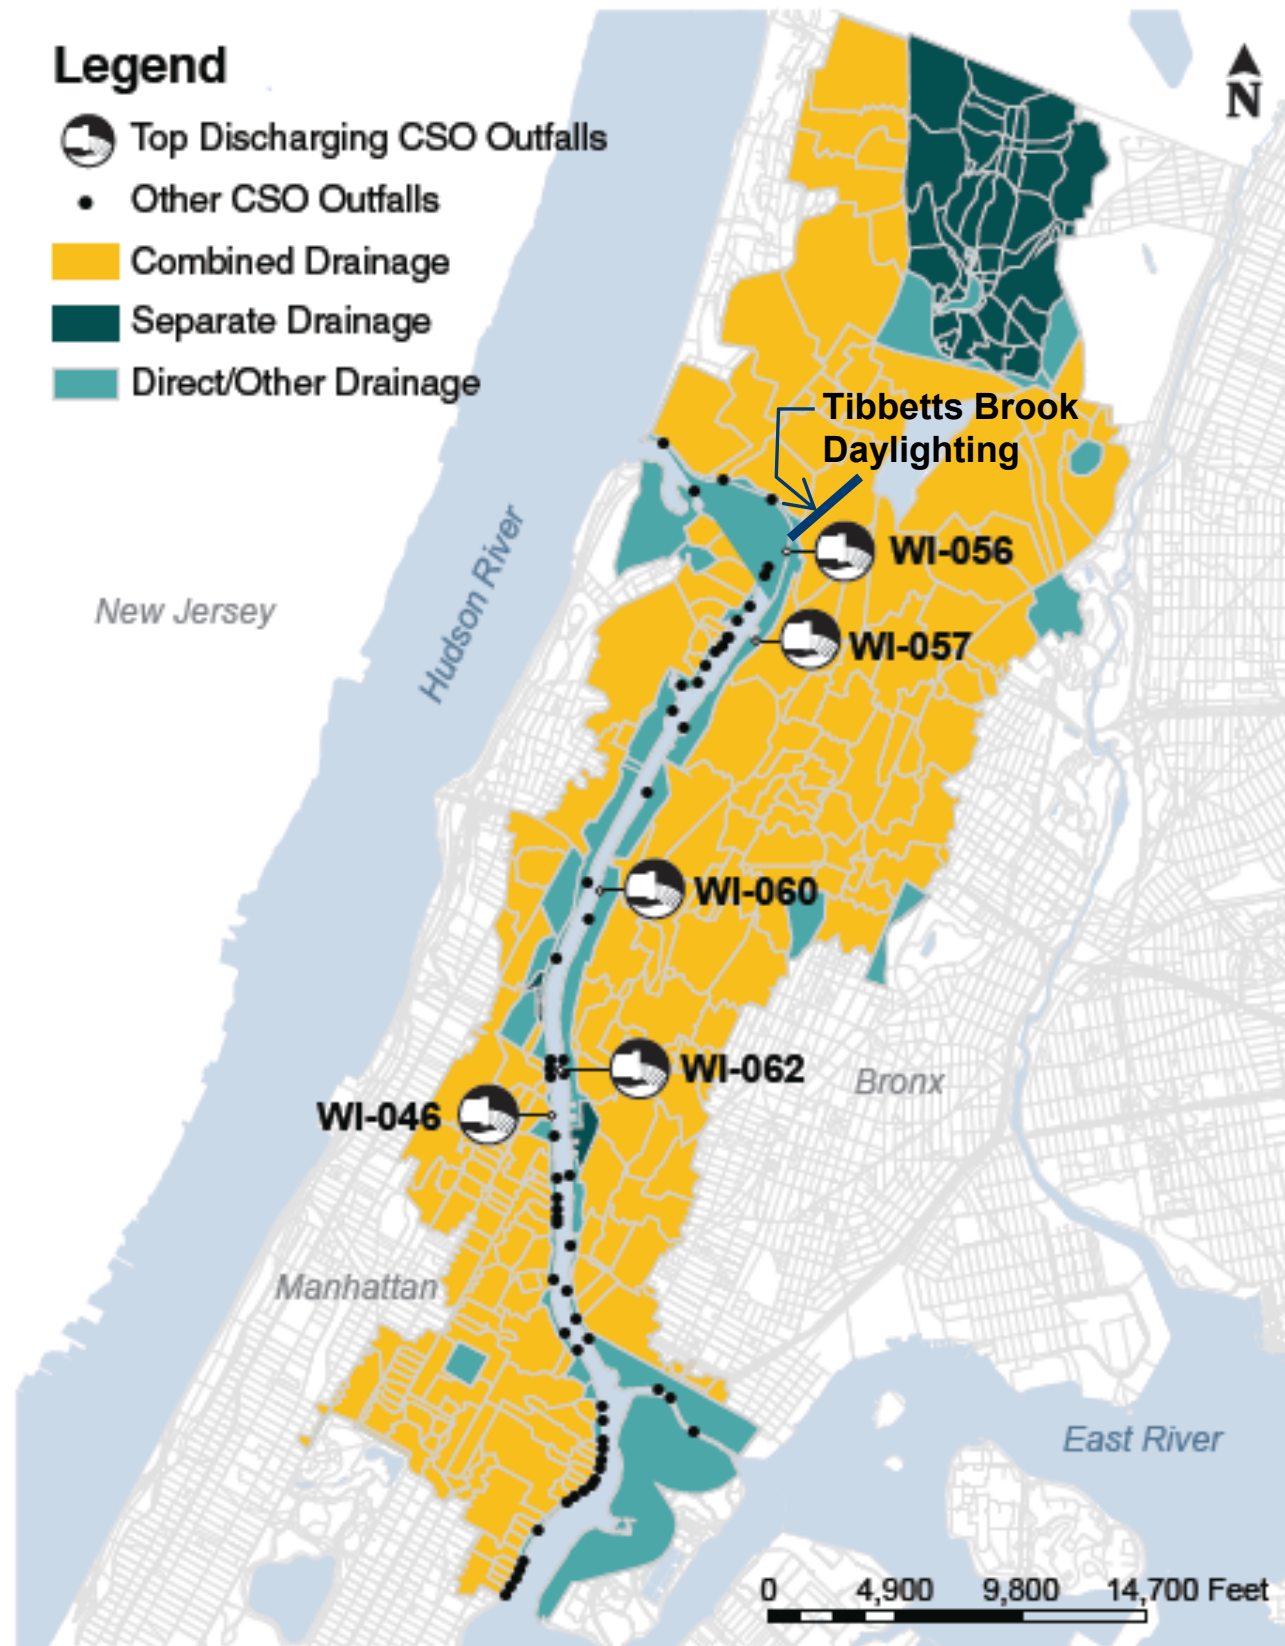 Legend
Top Discharging CSO Outfalls
Other CSO Outfalls
Combined Drainage
Separate Drainage
Direct/Other Drainage
N
Tibbetts Brook
Daylighting
WI-056
New Jersey
Hudson River
WI-057
WI-060
WI-062
Bronx
WI-046
Manhattan
East River
0 4,900 9,800 14,700 Feet